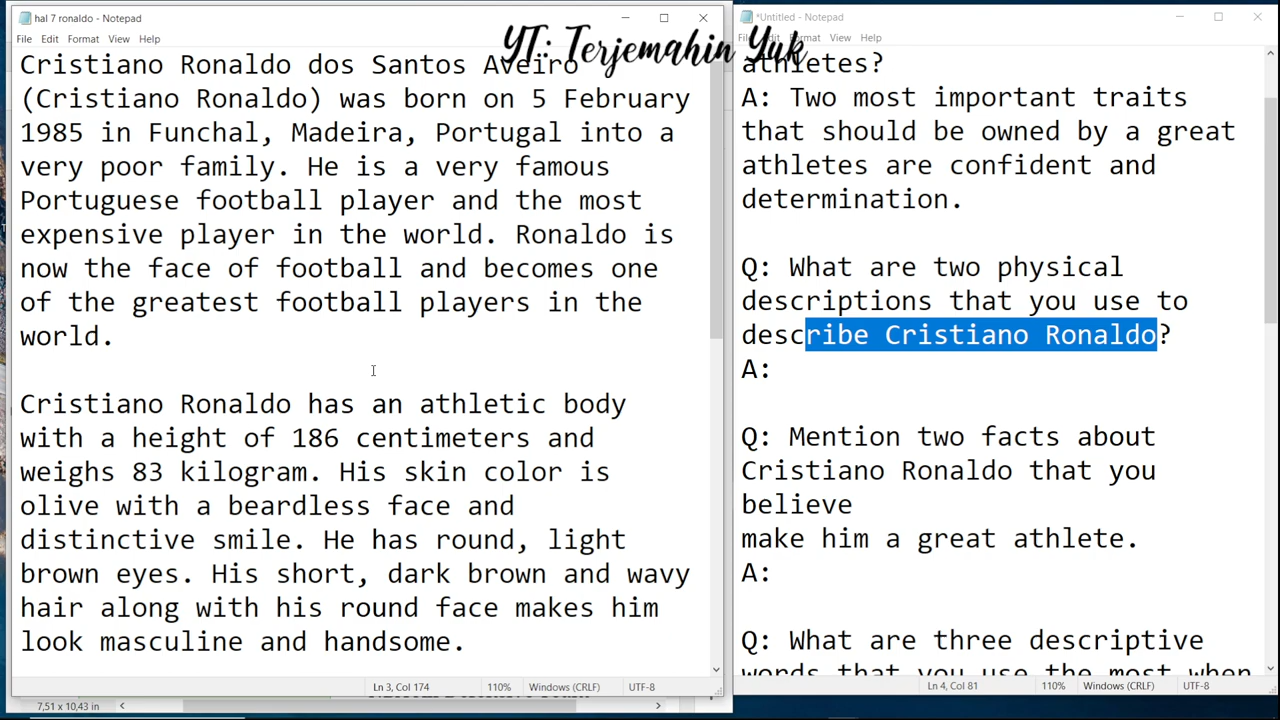 hal 7 ronaldo - Notepad
File Edit Format View Help
Cristiano Ronaldo dos Santos Aveiro
(Cristiano Ronaldo) was born on 5 February
1985 in Funchal, Madeira, Portugal into a
very poor family. He is a very famous
Portuguese football player and the most
expensive player in the world. Ronaldo is
now the face of football and becomes one
of the greatest football players in the
world.
Cristiano Ronaldo has an athletic body
with a height of 186 centimeters and
weighs 83 kilogram. His skin color is
olive with a beardless face and
distinctive smile. He has round, light
brown eyes. His short, dark brown and wavy
hair along with his round face makes him
look masculine and handsome.
Ln 3, Col 174 110% Windows (CRLF) UTF-8
7,51 x 10,43 in
YT: Terjemahin Yuk
*Untitled - Notepad
Edit Format View Help
athletes?
A: Two most important traits
that should be owned by a great
athletes are confident and
determination.
Q: What are two physical
descriptions that you use to
describe Cristiano Ronaldo?
A:
Q: Mention two facts about
Cristiano Ronaldo that you
believe
make him a great athlete.
A:
Q: What are three descriptive
words that you use the most when
Ln 4, Col 81 110% Windows (CRLF) UTF-8